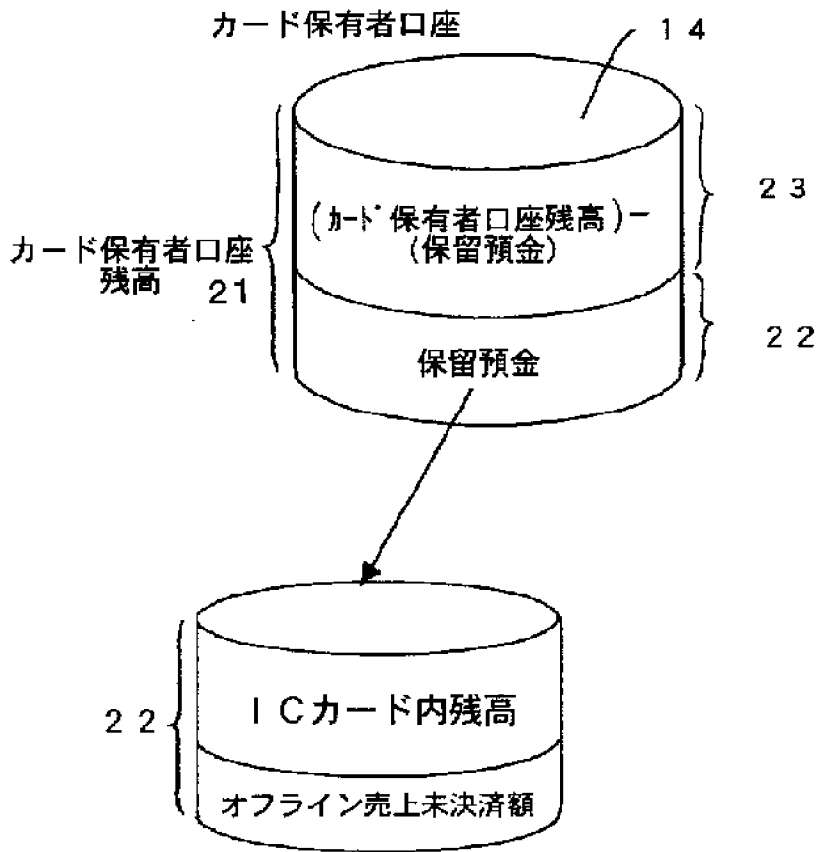 カード保有者口座
14
(カード保有者口座残高)ー
(保留預金)
23
カード保有者口座
残高 21
保留預金
22
ICカード内残高
22
オフライン売上未決済額